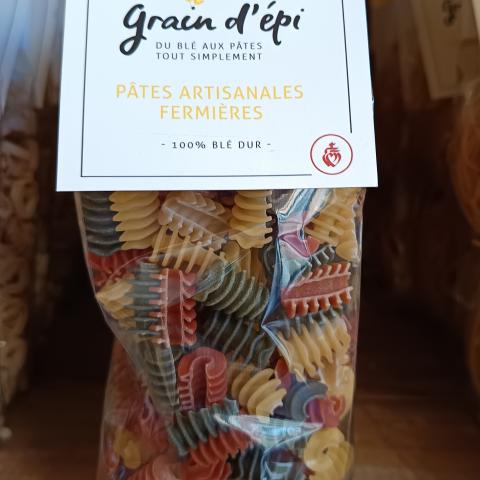 Grain d'épi
DU BLÉ AUX PÂTES
TOUT SIMPLEMENT
PÂTES ARTISANALES
FERMIÈRES
- 100% BLÉ DUR -